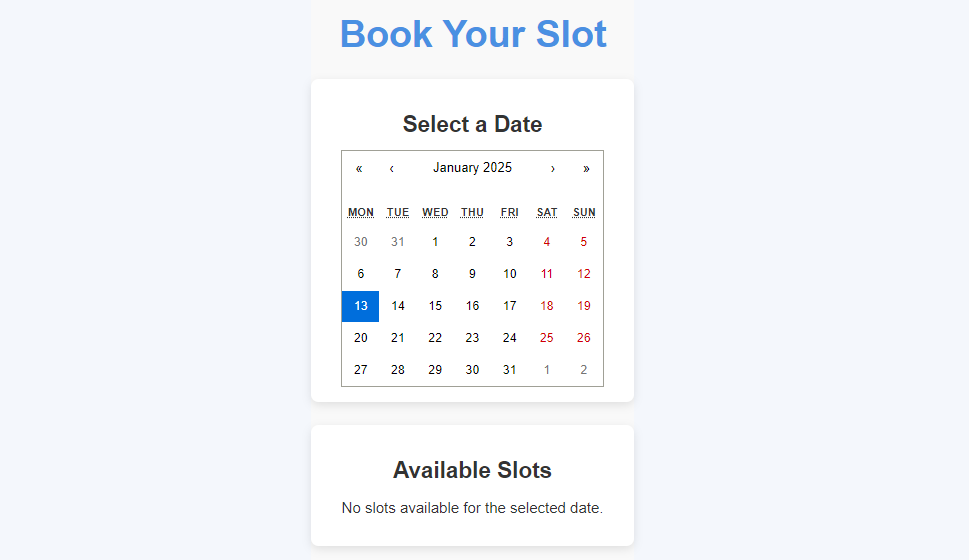 Book Your Slot
Select a Date
« ‹ January 2025 › »
MON TUE WED THU FRI SAT SUN
30 31 1 2 3 4 5
6 7 8 9 10 11 12
13 14 15 16 17 18 19
20 21 22 23 24 25 26
27 28 29 30 31 1 2
Available Slots
No slots available for the selected date.